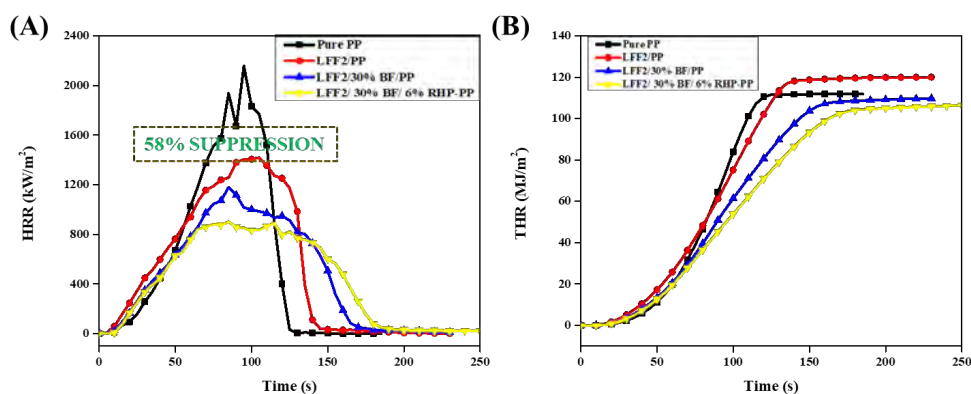 (A)
2400
2000
1600
1200
800
400
0
HRR (kW/m²)
Pure PP
LFF2/PP
LFF2/30% BF/PP
LFF2/ 30% BF/ 6% RHP-PP
58% SUPPRESSION
0 50 100 150 200 250
Time (s)
(B)
140
120
100
80
60
40
20
0
THR (MJ/m²)
Pure PP
LFF2/PP
LFF2/30% BF/PP
LFF2/ 30% BF/ 6% RHP-PP
0 50 100 150 200 250
Time (s)